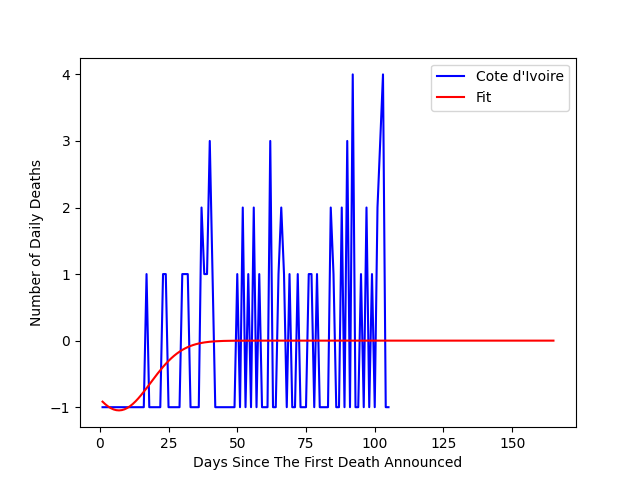 Cote d'Ivoire
Fit
4
3
2
1
0
−1
Number of Daily Deaths
0 25 50 75 100 125 150
Days Since The First Death Announced